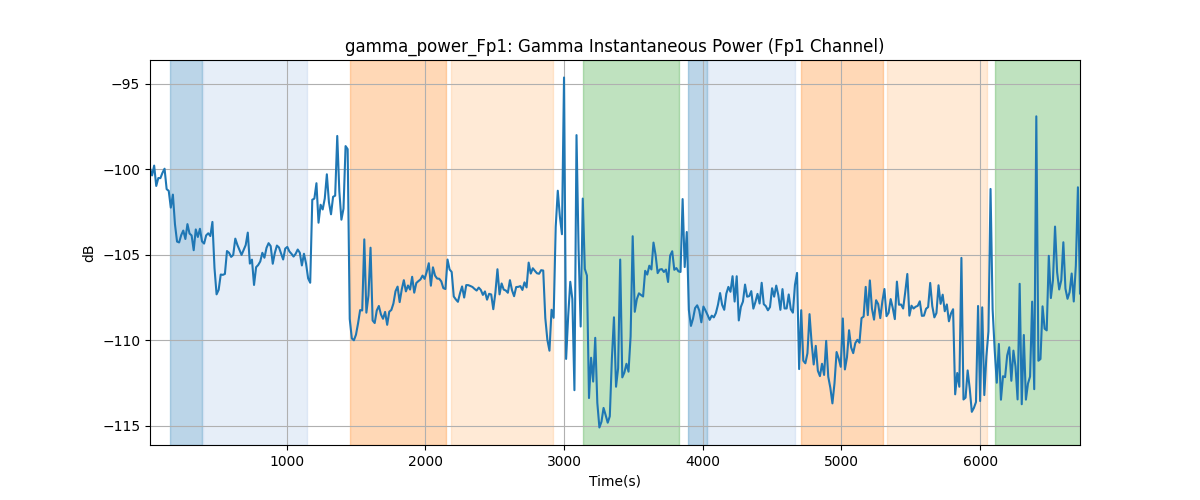 gamma_power_Fp1: Gamma Instantaneous Power (Fp1 Channel)
−95
−100
−105
−110
−115
dB
1000 2000 3000 4000 5000 6000
Time(s)